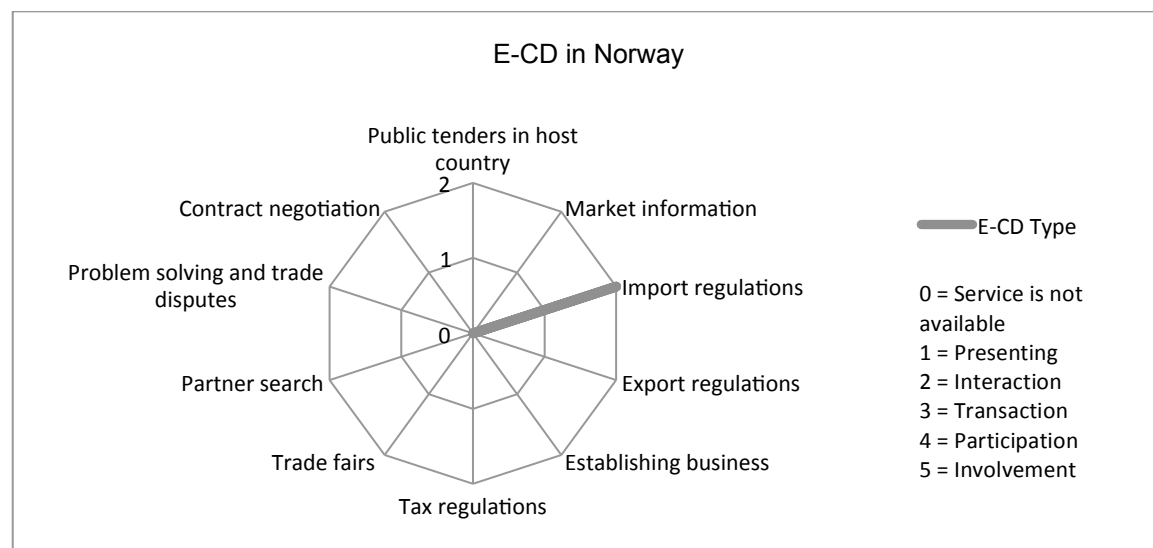 E-CD in Norway
Public tenders in host
country
2
Contract negotiation
Market information
1
Problem solving and trade
disputes
Import regulations
0
Partner search
Export regulations
Trade fairs
Establishing business
Tax regulations
E-CD Type
0 = Service is not
available
1 = Presenting
2 = Interaction
3 = Transaction
4 = Participation
5 = Involvement